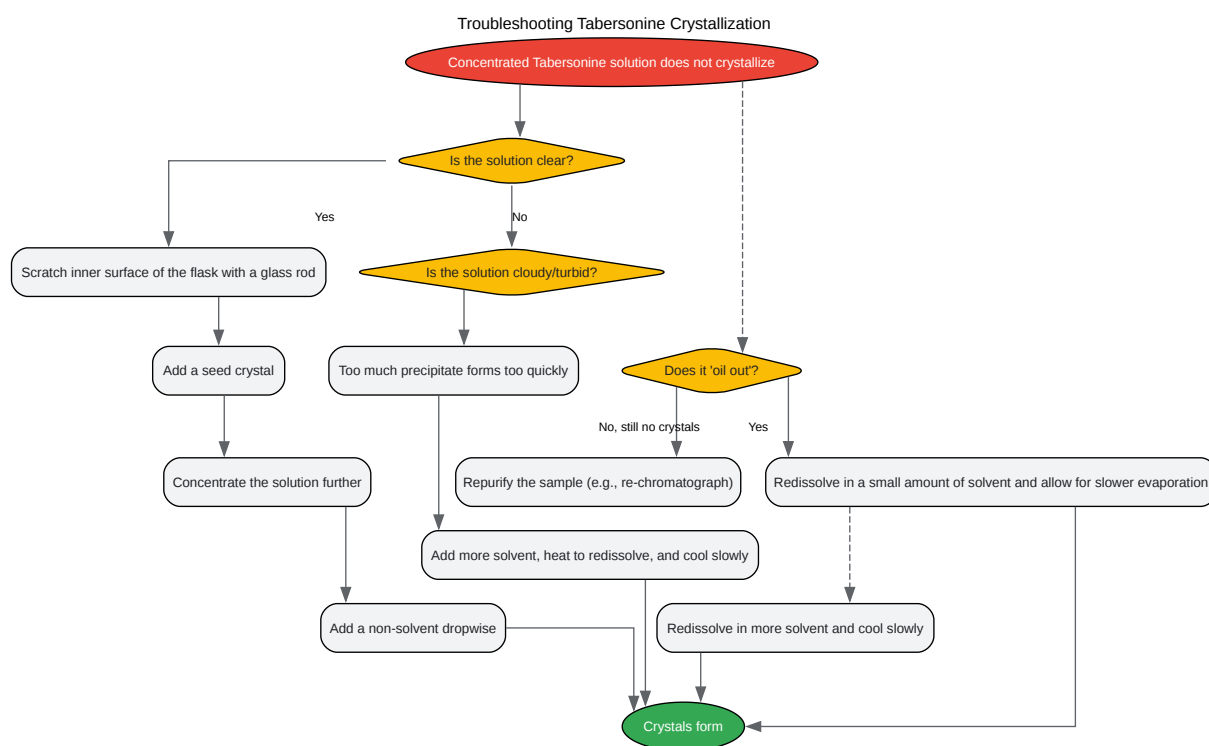 Troubleshooting Tabersonine Crystallization
Concentrated Tabersonine solution does not crystallize
Is the solution clear?
Yes
No
Scratch inner surface of the flask with a glass rod
Is the solution cloudy/turbid?
Add a seed crystal
Too much precipitate forms too quickly
Does it 'oil out'?
No, still no crystals
Yes
Concentrate the solution further
Repurify the sample (e.g., re-chromatograph)
Redissolve in a small amount of solvent and allow for slower evaporation
Add more solvent, heat to redissolve, and cool slowly
Add a non-solvent dropwise
Redissolve in more solvent and cool slowly
Crystals form